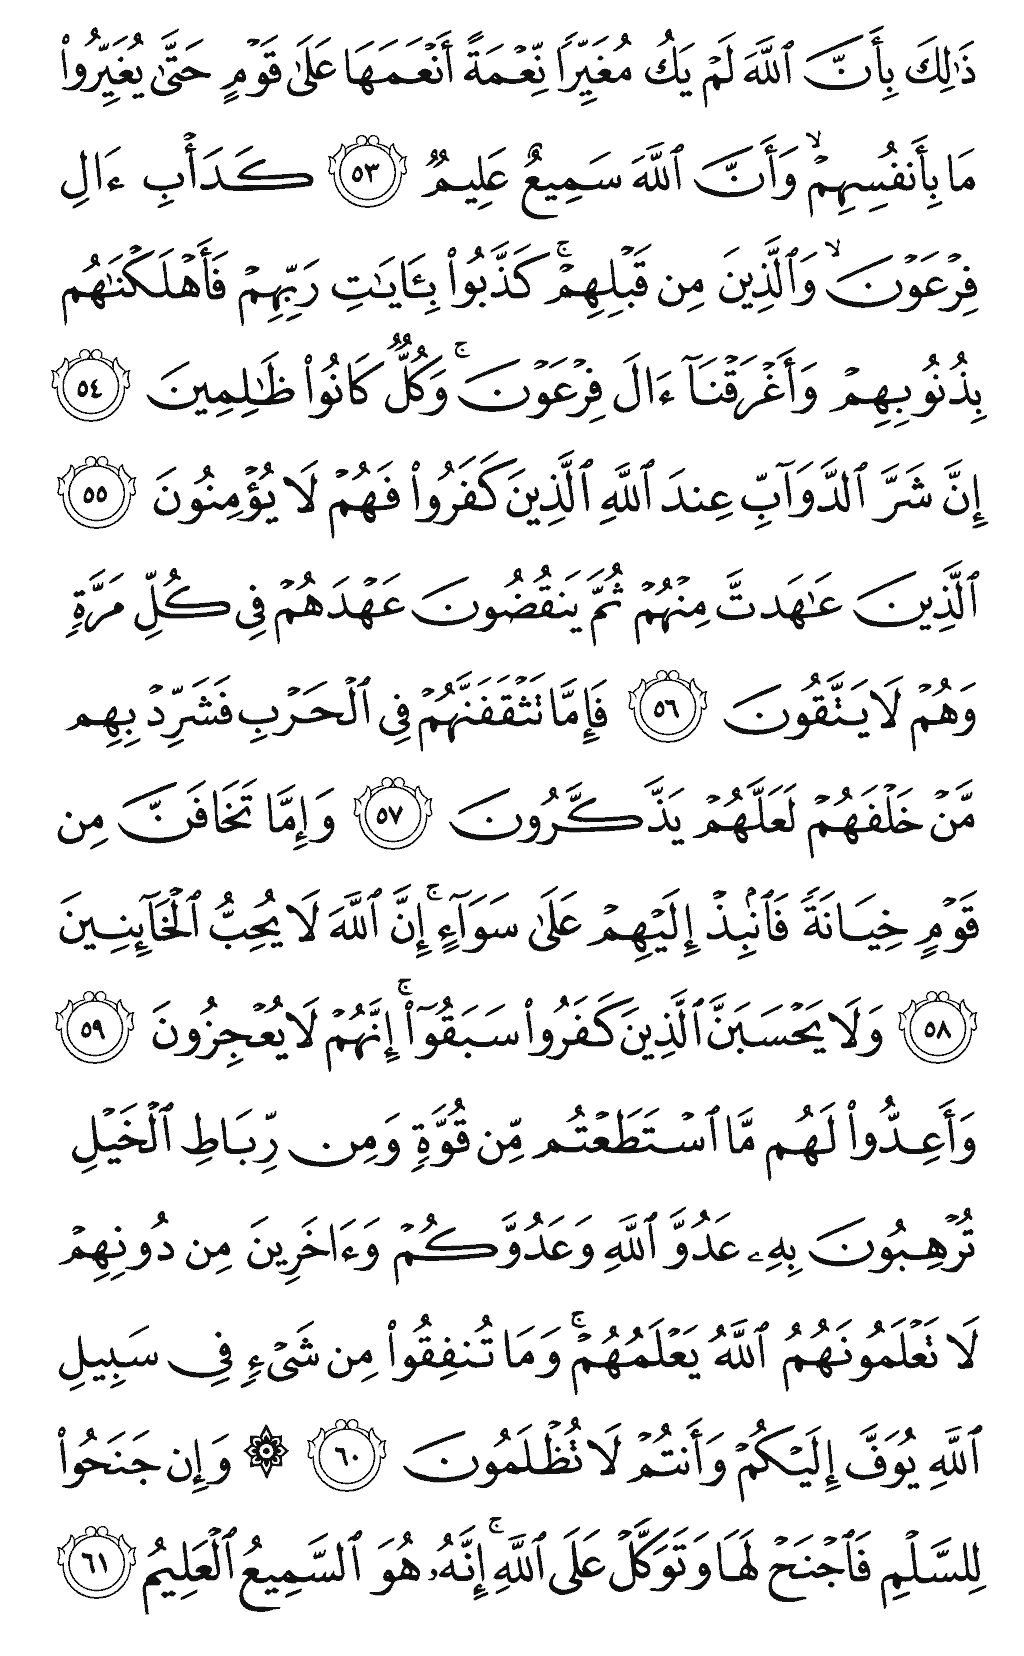 ذَٰلِكَ بِأَنَّ ٱللَّهَ لَمْ يَكُ مُغَيِّرًا نِّعْمَةً أَنْعَمَهَا عَلَىٰ قَوْمٍ حَتَّىٰ يُغَيِّرُوا۟
مَا بِأَنفُسِهِمْ ۙ وَأَنَّ ٱللَّهَ سَمِيعٌ عَلِيمٌ ٥٣ كَدَأْبِ ءَالِ
فِرْعَوْنَ ۙ وَٱلَّذِينَ مِن قَبْلِهِمْ ۚ كَذَّبُوا۟ بِـَٔايَـٰتِ رَبِّهِمْ فَأَهْلَكْنَـٰهُم
بِذُنُوبِهِمْ وَأَغْرَقْنَآ ءَالَ فِرْعَوْنَ ۚ وَكُلٌّ كَانُوا۟ ظَـٰلِمِينَ ٥٤
إِنَّ شَرَّ ٱلدَّوَآبِّ عِندَ ٱللَّهِ ٱلَّذِينَ كَفَرُوا۟ فَهُمْ لَا يُؤْمِنُونَ ٥٥
ٱلَّذِينَ عَـٰهَدتَّ مِنْهُمْ ثُمَّ يَنقُضُونَ عَهْدَهُمْ فِى كُلِّ مَرَّةٍ
وَهُمْ لَا يَتَّقُونَ ٥٦ فَإِمَّا تَثْقَفَنَّهُمْ فِى ٱلْحَرْبِ فَشَرِّدْ بِهِم
مَّنْ خَلْفَهُمْ لَعَلَّهُمْ يَذَّكَّرُونَ ٥٧ وَإِمَّا تَخَافَنَّ مِن
قَوْمٍ خِيَانَةً فَٱنۢبِذْ إِلَيْهِمْ عَلَىٰ سَوَآءٍ ۚ إِنَّ ٱللَّهَ لَا يُحِبُّ ٱلْخَآئِنِينَ
٥٨ وَلَا يَحْسَبَنَّ ٱلَّذِينَ كَفَرُوا۟ سَبَقُوٓا۟ ۚ إِنَّهُمْ لَا يُعْجِزُونَ ٥٩
وَأَعِدُّوا۟ لَهُم مَّا ٱسْتَطَعْتُم مِّن قُوَّةٍ وَمِن رِّبَاطِ ٱلْخَيْلِ
تُرْهِبُونَ بِهِۦ عَدُوَّ ٱللَّهِ وَعَدُوَّكُمْ وَءَاخَرِينَ مِن دُونِهِمْ
لَا تَعْلَمُونَهُمُ ٱللَّهُ يَعْلَمُهُمْ ۚ وَمَا تُنفِقُوا۟ مِن شَىْءٍ فِى سَبِيلِ
ٱللَّهِ يُوَفَّ إِلَيْكُمْ وَأَنتُمْ لَا تُظْلَمُونَ ٦٠ ۞ وَإِن جَنَحُوا۟
لِلسَّلْمِ فَٱجْنَحْ لَهَا وَتَوَكَّلْ عَلَى ٱللَّهِ ۚ إِنَّهُۥ هُوَ ٱلسَّمِيعُ ٱلْعَلِيمُ ٦١